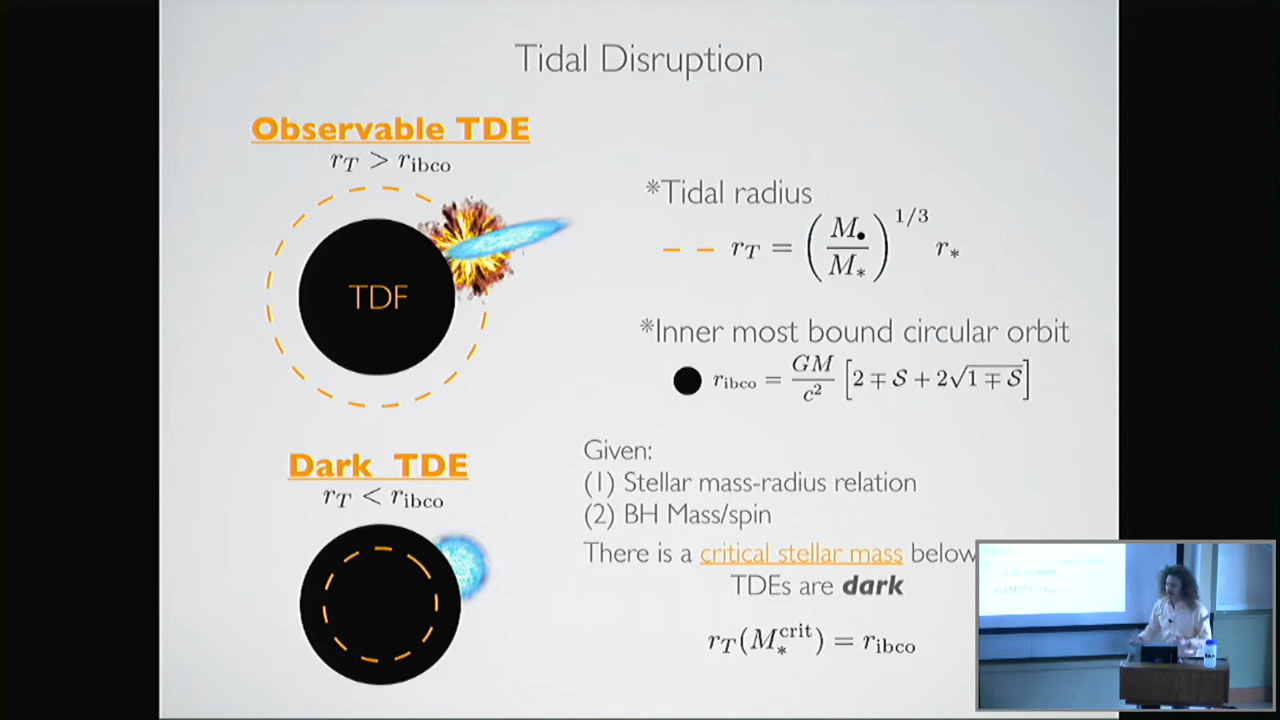 Tidal Disruption
Observable TDE
r_T > r_ibco
TDF
*Tidal radius
r_T = (M_• / M_*)^{1/3} r_*
*Inner most bound circular orbit
r_ibco = GM/c² [2 ∓ S + 2√(1 ∓ S)]
Dark TDE
r_T < r_ibco
Given:
(1) Stellar mass-radius relation
(2) BH Mass/spin
There is a critical stellar mass below
TDEs are dark
r_T(M_*^crit) = r_ibco